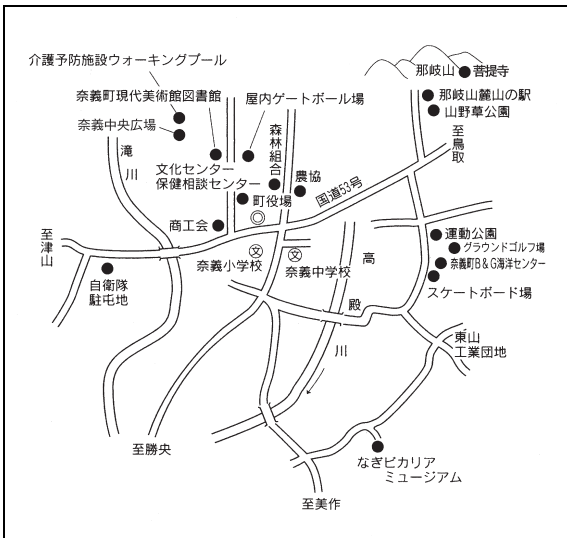 介護予防施設ウォーキングプール
奈義町現代美術館図書館
奈義中央広場
屋内ゲートボール場
那岐山
菩提寺
那岐山麓山の駅
山野草公園
至鳥取
滝川
森林組合
文化センター
保健相談センター
農協
町役場
国道53号
商工会
至津山
文
奈義小学校
文
奈義中学校
自衛隊
駐屯地
高殿川
運動公園
グラウンドゴルフ場
奈義町B&G海洋センター
スケートボード場
東山
工業団地
至勝央
なぎビカリア
ミュージアム
至美作